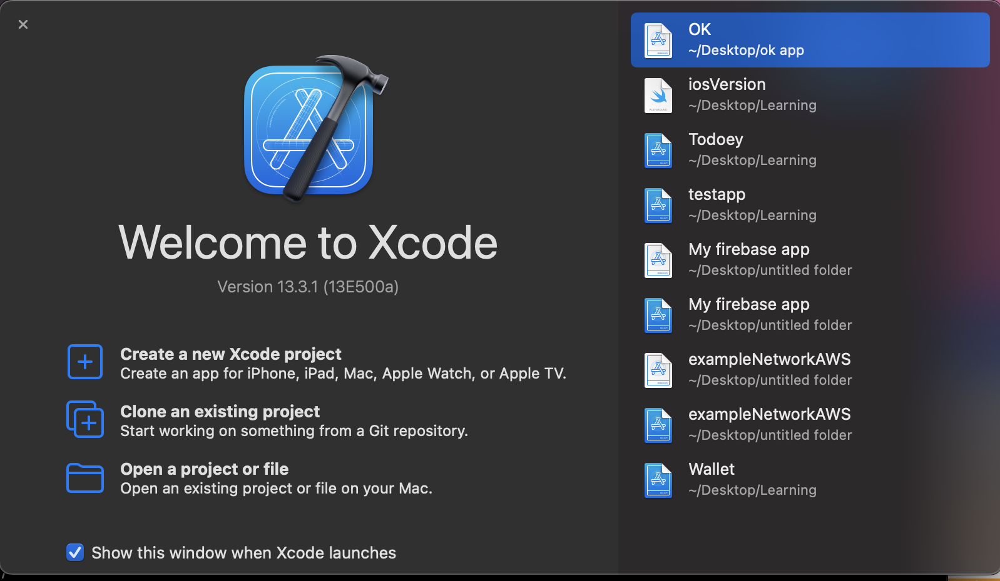 Welcome to Xcode
Version 13.3.1 (13E500a)
Create a new Xcode project
Create an app for iPhone, iPad, Mac, Apple Watch, or Apple TV.
Clone an existing project
Start working on something from a Git repository.
Open a project or file
Open an existing project or file on your Mac.
Show this window when Xcode launches
OK
~/Desktop/ok app
iosVersion
~/Desktop/Learning
PLAYGROUND
Todoey
~/Desktop/Learning
testapp
~/Desktop/Learning
My firebase app
~/Desktop/untitled folder
My firebase app
~/Desktop/untitled folder
exampleNetworkAWS
~/Desktop/untitled folder
exampleNetworkAWS
~/Desktop/untitled folder
Wallet
~/Desktop/Learning